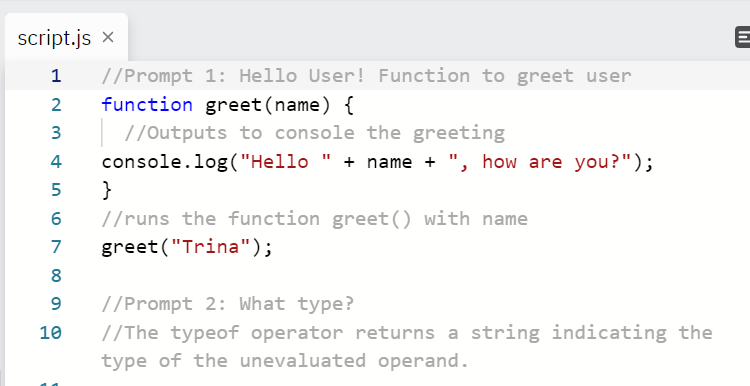 script.js ×
1 //Prompt 1: Hello User! Function to greet user
2 function greet(name) {
3 //Outputs to console the greeting
4 console.log("Hello " + name + ", how are you?");
5 }
6 //runs the function greet() with name
7 greet("Trina");
8
9 //Prompt 2: What type?
10 //The typeof operator returns a string indicating the
type of the unevaluated operand.